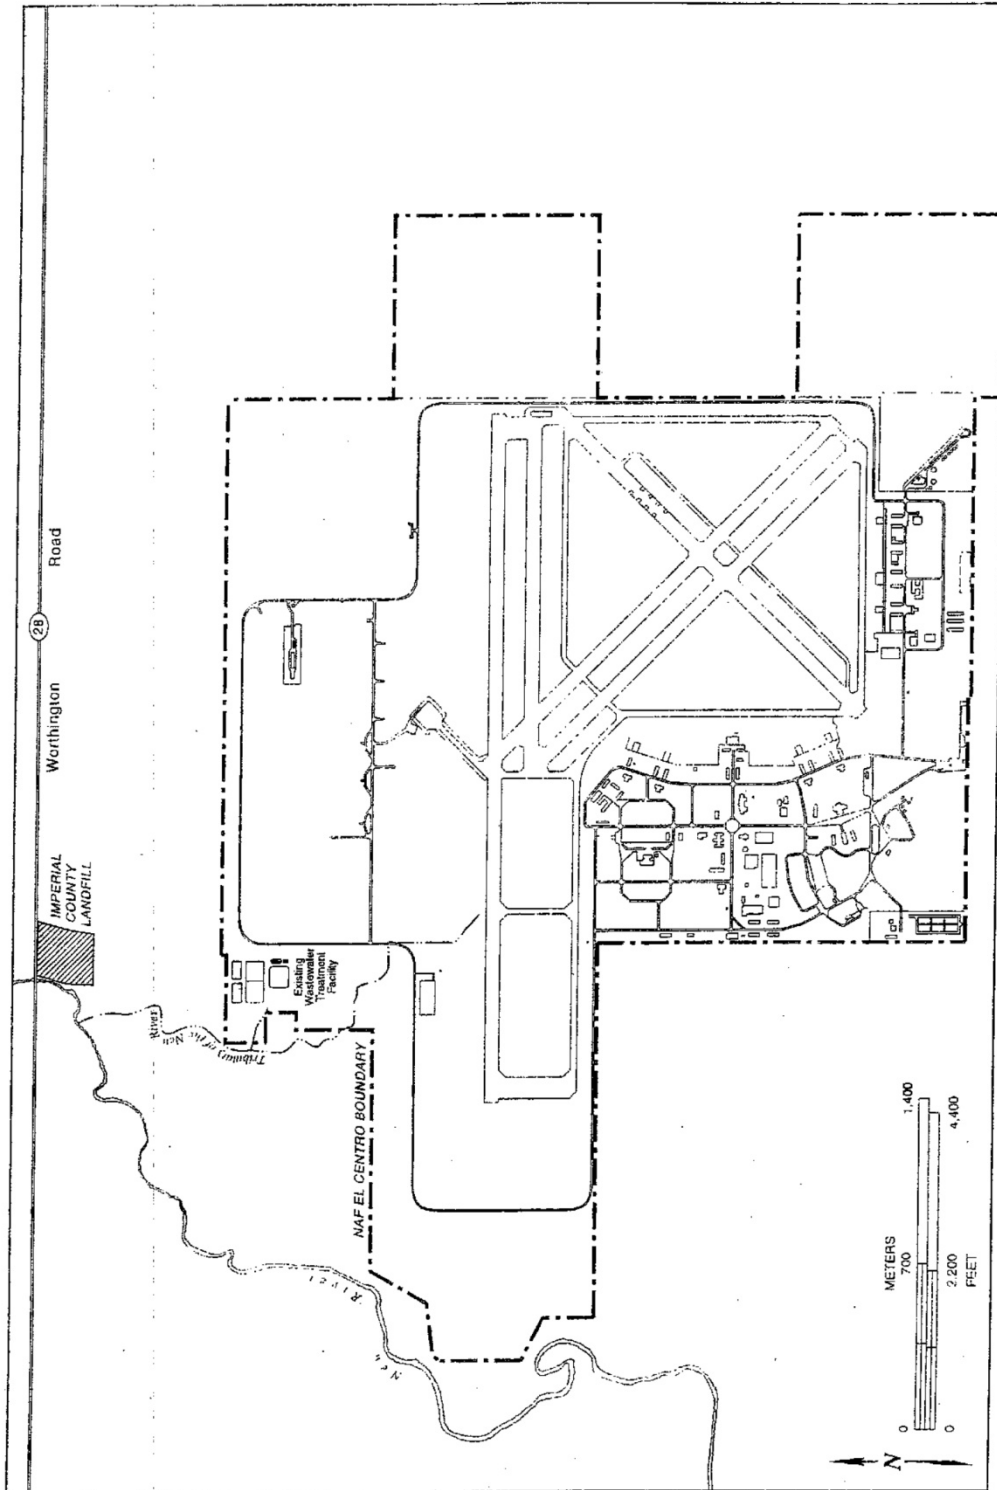 28
Worthington
Road
IMPERIAL
COUNTY
LANDFILL
Existing
Wastewater
Treatment
Facility
Tributary of the New River
NAF EL CENTRO BOUNDARY
New River
METERS
0
700
1,400
0
2,200
4,400
FEET
N